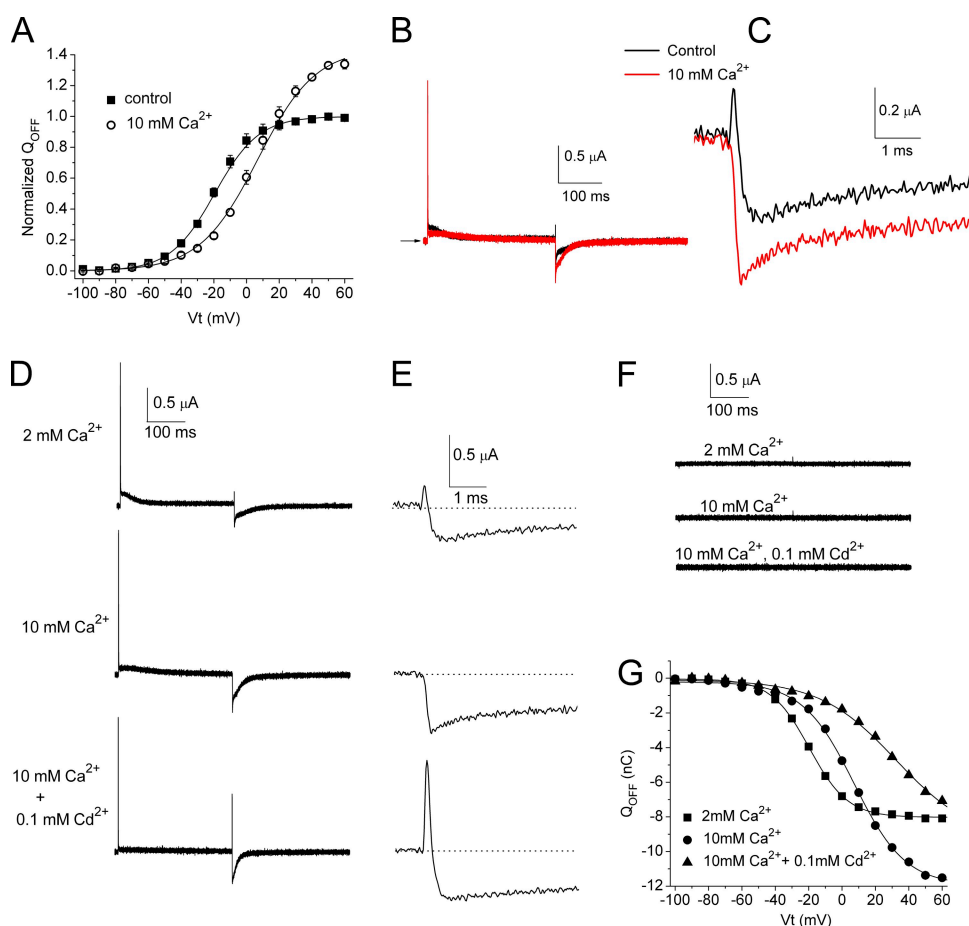 A
Normalized Q_OFF
1.4
1.2
1.0
0.8
0.6
0.4
0.2
0.0
control
10 mM Ca²⁺
-100 -80 -60 -40 -20 0 20 40 60
Vt (mV)
B
Control
10 mM Ca²⁺
0.5 μA
100 ms
C
0.2 μA
1 ms
D
0.5 μA
100 ms
2 mM Ca²⁺
10 mM Ca²⁺
10 mM Ca²⁺
+
0.1 mM Cd²⁺
E
0.5 μA
1 ms
F
0.5 μA
100 ms
2 mM Ca²⁺
10 mM Ca²⁺
10 mM Ca²⁺, 0.1 mM Cd²⁺
G
Q_OFF (nC)
0
-2
-4
-6
-8
-10
-12
2mM Ca²⁺
10mM Ca²⁺
10mM Ca²⁺+ 0.1mM Cd²⁺
-100 -80 -60 -40 -20 0 20 40 60
Vt (mV)